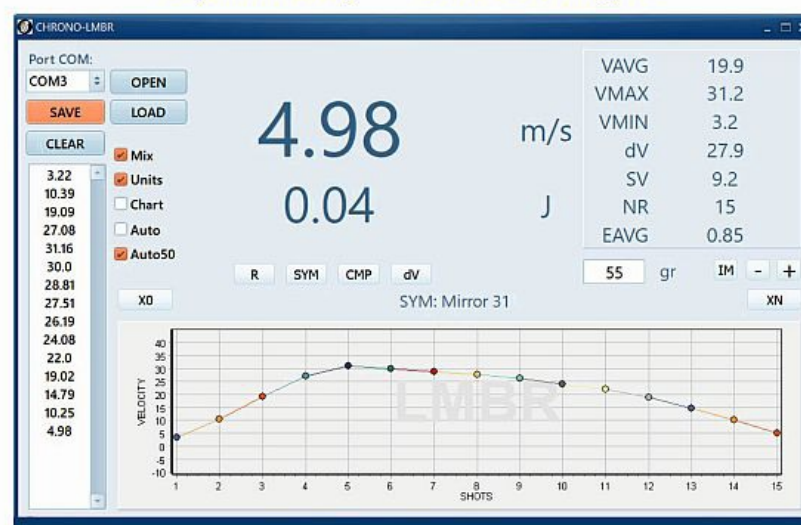 CHRONO-LMBR
Port COM:
COM3
OPEN
SAVE
LOAD
CLEAR
Mix
Units
Chart
Auto
Auto50
3.22
10.39
19.09
27.08
31.16
30.0
28.81
27.51
26.19
24.08
22.0
19.02
14.79
10.25
4.98
4.98 m/s
0.04 J
R SYM CMP dV
VAVG 19.9
VMAX 31.2
VMIN 3.2
dV 27.9
SV 9.2
NR 15
EAVG 0.85
55 gr IM - +
X0 SYM: Mirror 31 XN
LMBR
VELOCITY
40
35
30
25
20
15
10
5
0
-5
-10
1 2 3 4 5 6 7 8 9 10 11 12 13 14 15
SHOTS